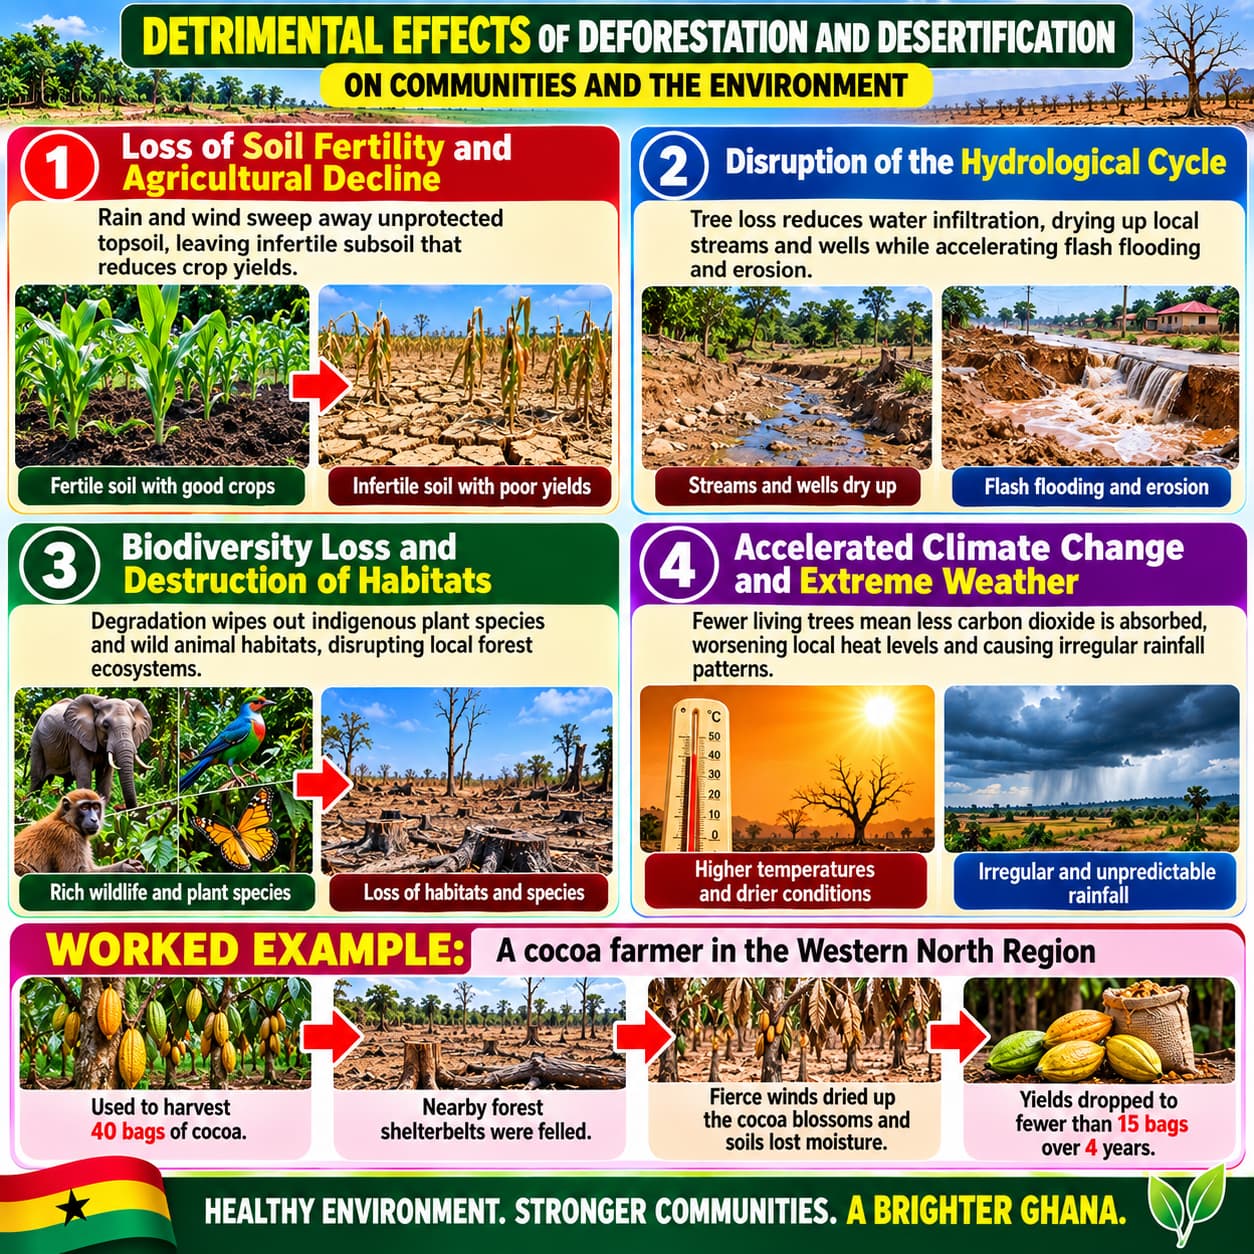 DETRIMENTAL EFFECTS OF DEFORESTATION AND DESERTIFICATION
ON COMMUNITIES AND THE ENVIRONMENT
1
Loss of Soil Fertility and
Agricultural Decline
Rain and wind sweep away unprotected
topsoil, leaving infertile subsoil that
reduces crop yields.
Fertile soil with good crops
Infertile soil with poor yields
2
Disruption of the Hydrological Cycle
Tree loss reduces water infiltration, drying up local
streams and wells while accelerating flash flooding
and erosion.
Streams and wells dry up
Flash flooding and erosion
3
Biodiversity Loss and
Destruction of Habitats
Degradation wipes out indigenous plant species
and wild animal habitats, disrupting local forest
ecosystems.
Rich wildlife and plant species
Loss of habitats and species
4
Accelerated Climate Change
and Extreme Weather
Fewer living trees mean less carbon dioxide is absorbed,
worsening local heat levels and causing irregular rainfall
patterns.
°C
50
40
30
20
10
0
Higher temperatures
and drier conditions
Irregular and unpredictable
rainfall
WORKED EXAMPLE: A cocoa farmer in the Western North Region
Used to harvest
40 bags of cocoa.
Nearby forest
shelterbelts were felled.
Fierce winds dried up
the cocoa blossoms and
soils lost moisture.
Yields dropped to
fewer than 15 bags
over 4 years.
HEALTHY ENVIRONMENT. STRONGER COMMUNITIES. A BRIGHTER GHANA.